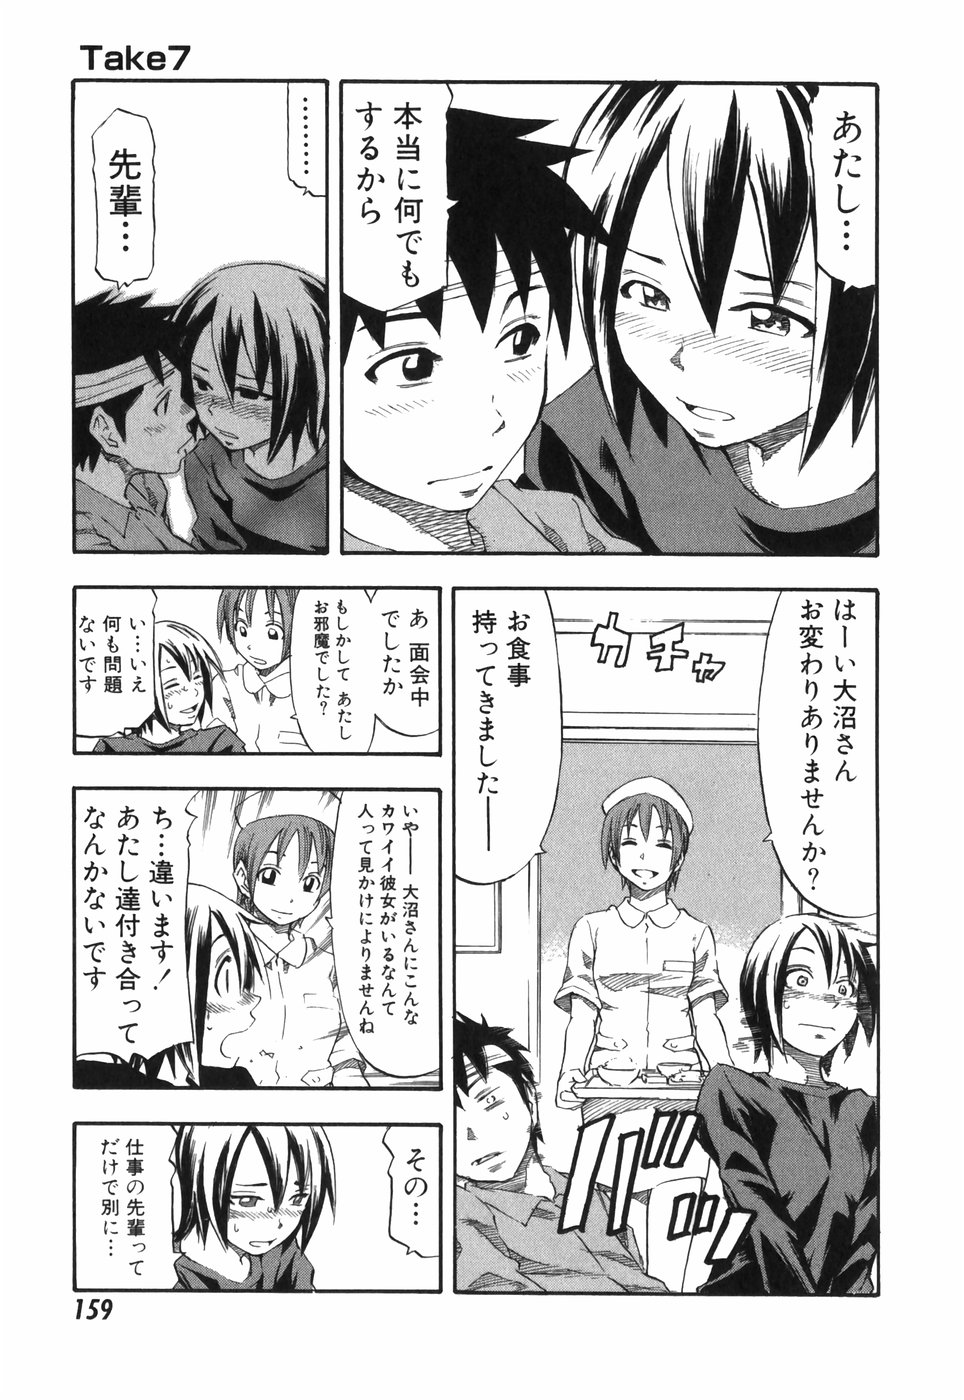 Take7
あたし…
本当に何でも
するから
………
先輩…
はーい大沼さん
お変わりありませんか?
お食事
持ってきました──
カチャ
ババッ
あ 面会中
でしたか
もしかして あたし
お邪魔でした?
い…いえ
何も問題
ないです
いや── 大沼さんにこんな
カワイイ彼女がいるなんて
人って見かけによりませんね
ち…違います!
あたし達付き合って
なんかないです
その…
仕事の先輩って
だけで別に…
159